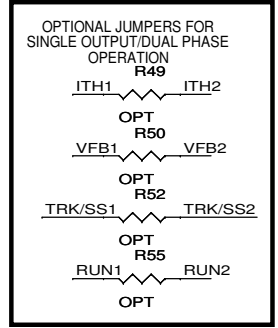 OPTIONAL JUMPERS FOR
SINGLE OUTPUT/DUAL PHASE
OPERATION
R49
ITH1 ITH2
OPT
R50
VFB1 VFB2
OPT
R52
TRK/SS1 TRK/SS2
OPT
R55
RUN1 RUN2
OPT